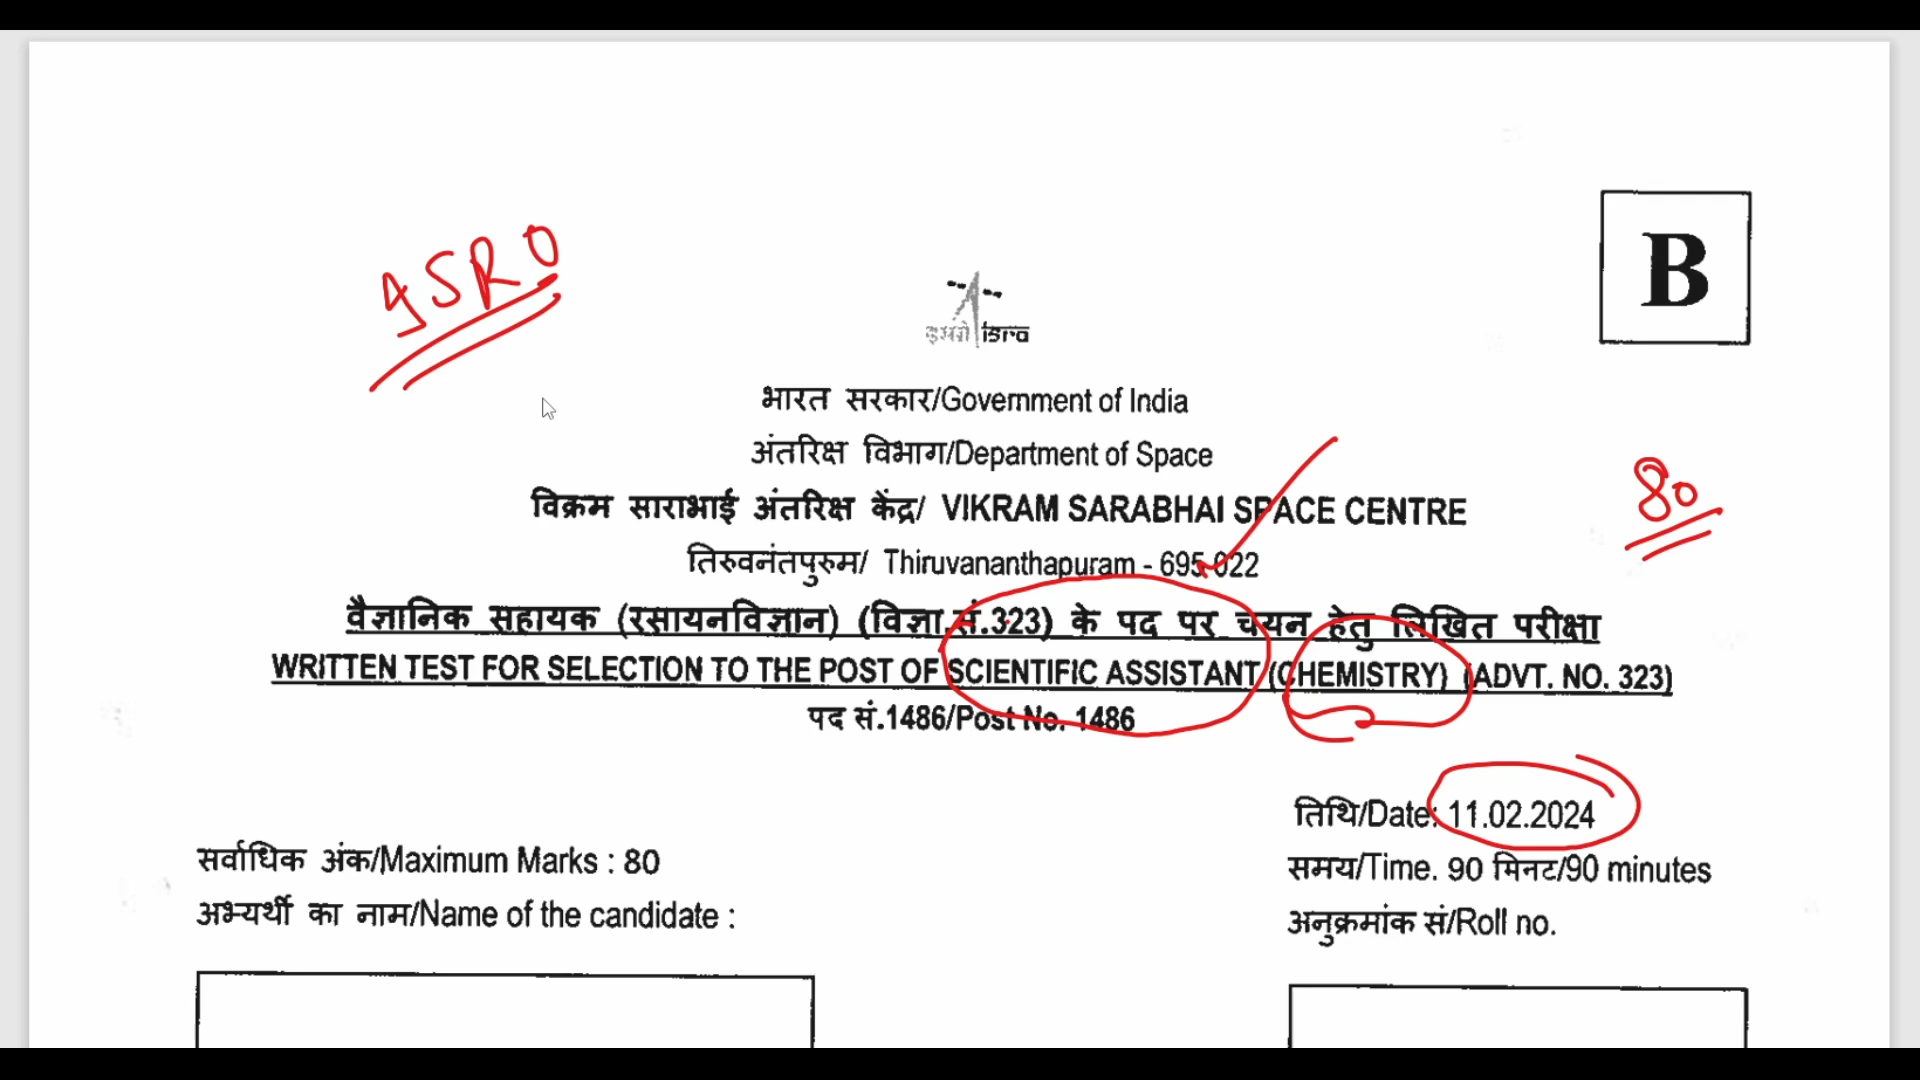 B
ISRO
इसरो isro
भारत सरकार/Government of India
अंतरिक्ष विभाग/Department of Space
विक्रम साराभाई अंतरिक्ष केंद्र/ VIKRAM SARABHAI SPACE CENTRE
80
तिरुवनंतपुरुम/ Thiruvananthapuram - 695 022
वैज्ञानिक सहायक (रसायनविज्ञान) (विज्ञा.सं.323) के पद पर चयन हेतु लिखित परीक्षा
WRITTEN TEST FOR SELECTION TO THE POST OF SCIENTIFIC ASSISTANT (CHEMISTRY) (ADVT. NO. 323)
पद सं.1486/Post No. 1486
तिथि/Date: 11.02.2024
सर्वाधिक अंक/Maximum Marks : 80
समय/Time. 90 मिनट/90 minutes
अभ्यर्थी का नाम/Name of the candidate :
अनुक्रमांक सं/Roll no.